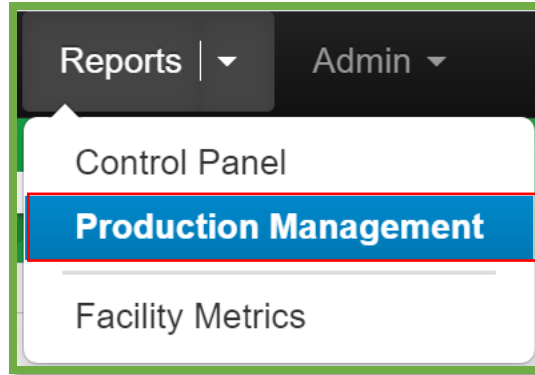 Reports Admin
Control Panel
Production Management
Facility Metrics